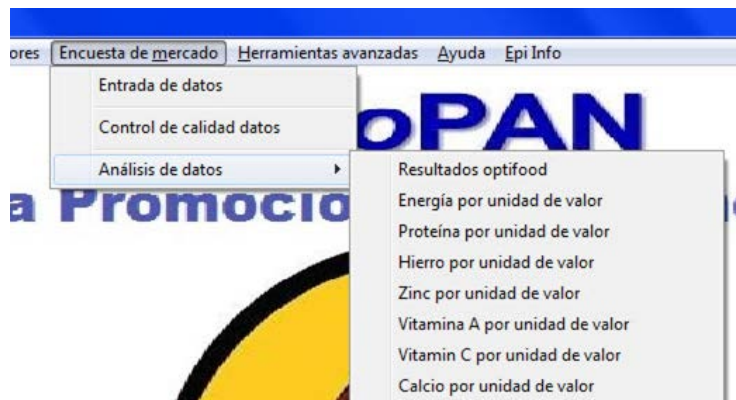 ores Encuesta de mercado Herramientas avanzadas Ayuda Epi Info
Entrada de datos
Control de calidad datos
Análisis de datos
oPAN
a Promocio
Resultados optifood
Energía por unidad de valor
Proteína por unidad de valor
Hierro por unidad de valor
Zinc por unidad de valor
Vitamina A por unidad de valor
Vitamin C por unidad de valor
Calcio por unidad de valor